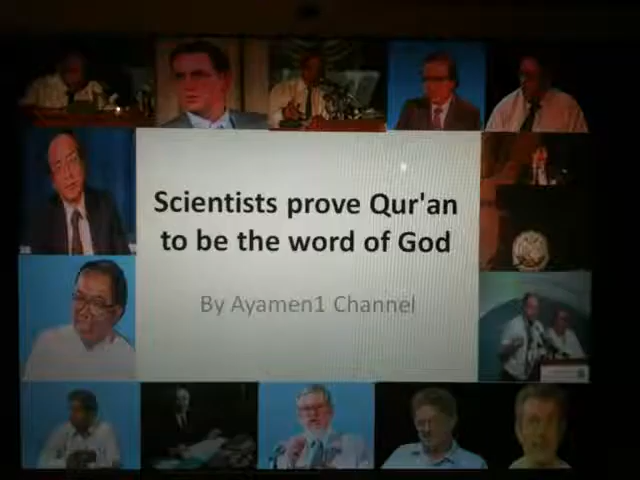 Scientists prove Qur'an
to be the word of God
By Ayamen1 Channel